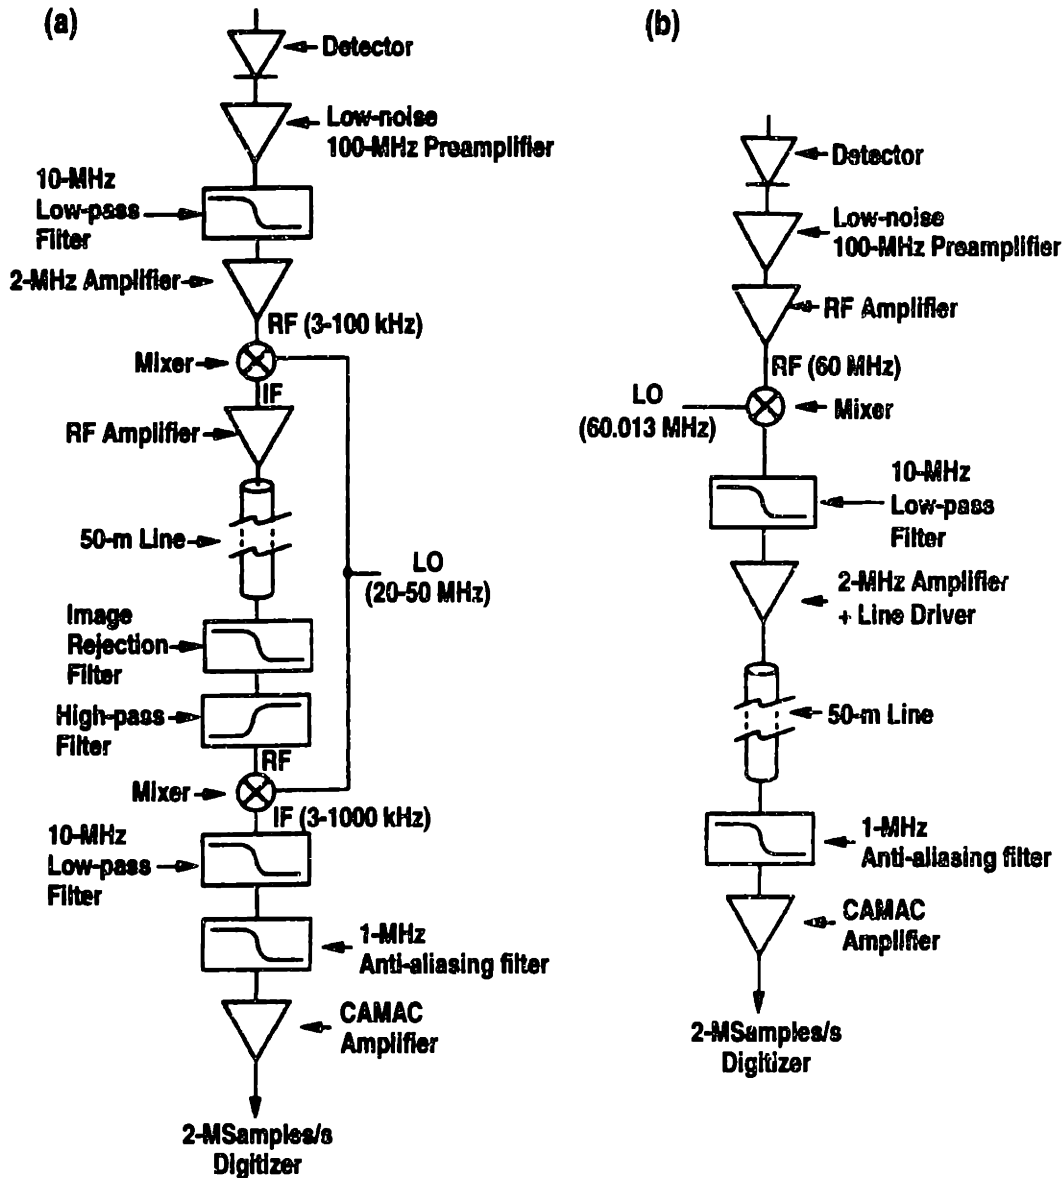 (a)
Detector
Low-noise
100-MHz Preamplifier
10-MHz
Low-pass
Filter
2-MHz Amplifier
RF (3-100 kHz)
Mixer
IF
RF Amplifier
50-m Line
LO
(20-50 MHz)
Image
Rejection
Filter
High-pass
Filter
RF
Mixer
IF (3-1000 kHz)
10-MHz
Low-pass
Filter
1-MHz
Anti-aliasing filter
CAMAC
Amplifier
2-MSamples/s
Digitizer
(b)
Detector
Low-noise
100-MHz Preamplifier
RF Amplifier
RF (60 MHz)
LO
(60.013 MHz)
Mixer
10-MHz
Low-pass
Filter
2-MHz Amplifier
+ Line Driver
50-m Line
1-MHz
Anti-aliasing filter
CAMAC
Amplifier
2-MSamples/s
Digitizer